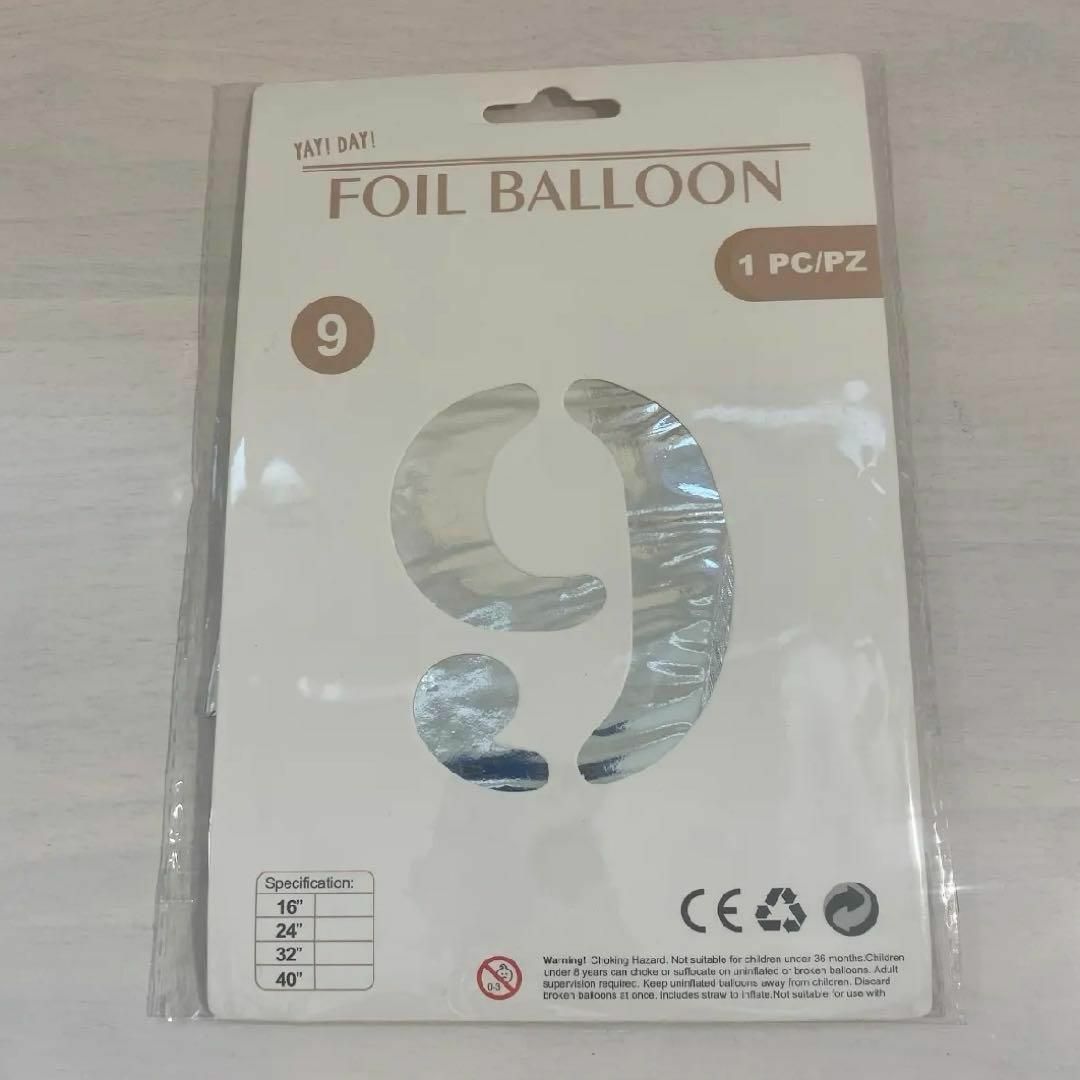 YAY! DAY!
FOIL BALLOON
1 PC/PZ
9
Specification:
16"
24"
32"
40"
CE
0-3
Warning! Choking Hazard. Not suitable for children under 36 months.Children
under 8 years can choke or suffocate on uninflated or broken balloons. Adult
supervision required. Keep uninflated balloons away from children. Discard
broken balloons at once. Includes straw to inflate.Not suitable for use with